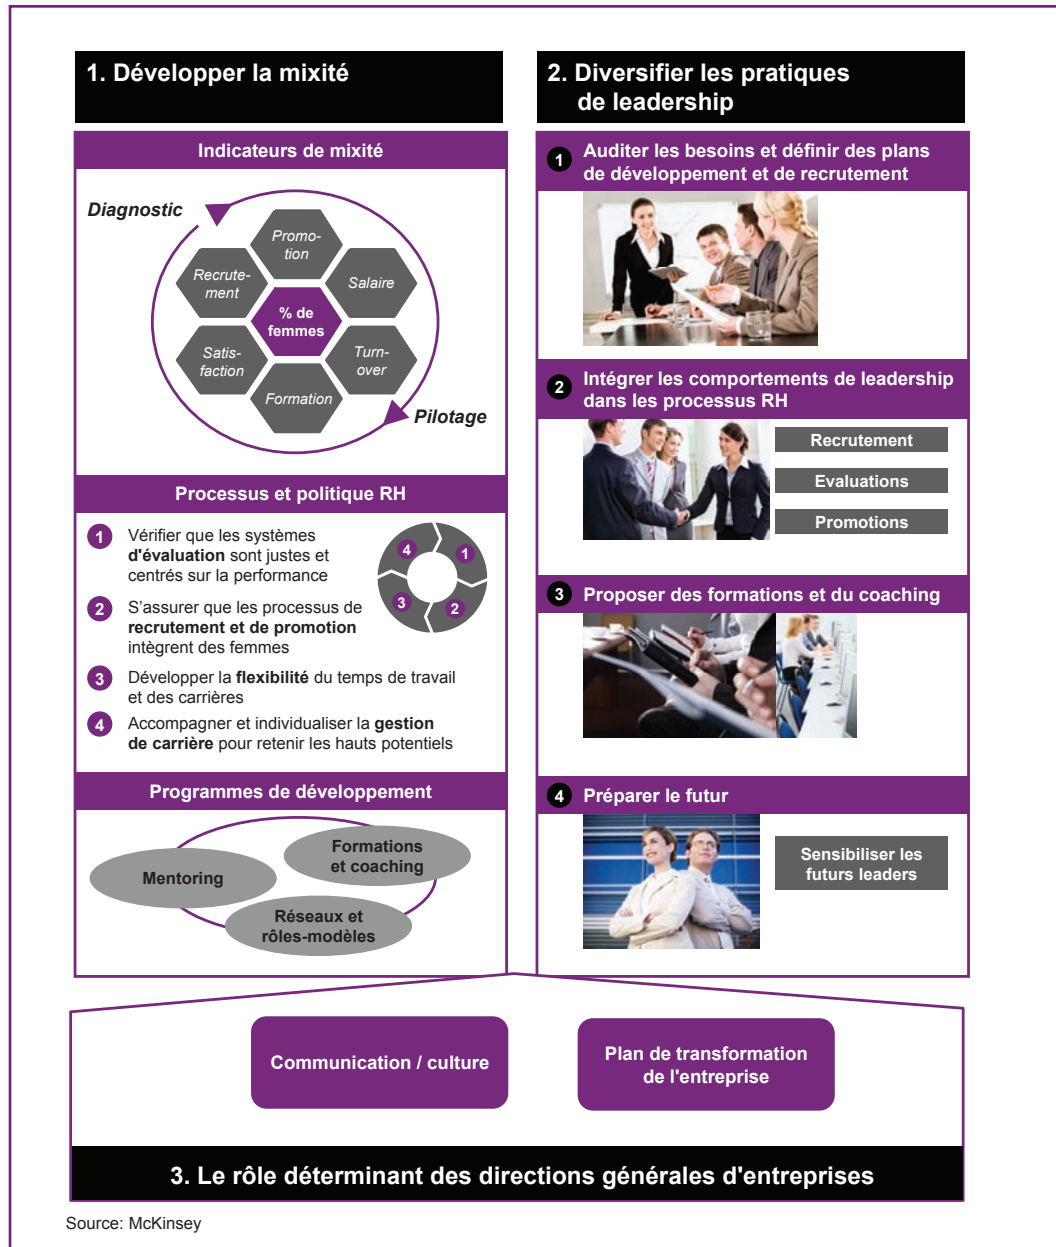 1. Développer la mixité
Indicateurs de mixité
Diagnostic
Promo-
tion
Recrute-
ment
Salaire
% de
femmes
Satis-
faction
Turn-
over
Formation
Pilotage
Processus et politique RH
1 Vérifier que les systèmes
d'évaluation sont justes et
centrés sur la performance
2 S'assurer que les processus de
recrutement et de promotion
intègrent des femmes
3 Développer la flexibilité du temps de travail
et des carrières
4 Accompagner et individualiser la gestion
de carrière pour retenir les hauts potentiels
4
1
3
2
Programmes de développement
Mentoring
Formations
et coaching
Réseaux et
rôles-modèles
2. Diversifier les pratiques
de leadership
1 Auditer les besoins et définir des plans
de développement et de recrutement
2 Intégrer les comportements de leadership
dans les processus RH
Recrutement
Evaluations
Promotions
3 Proposer des formations et du coaching
4 Préparer le futur
Sensibiliser les
futurs leaders
Communication / culture
Plan de transformation
de l'entreprise
3. Le rôle déterminant des directions générales d'entreprises
Source: McKinsey